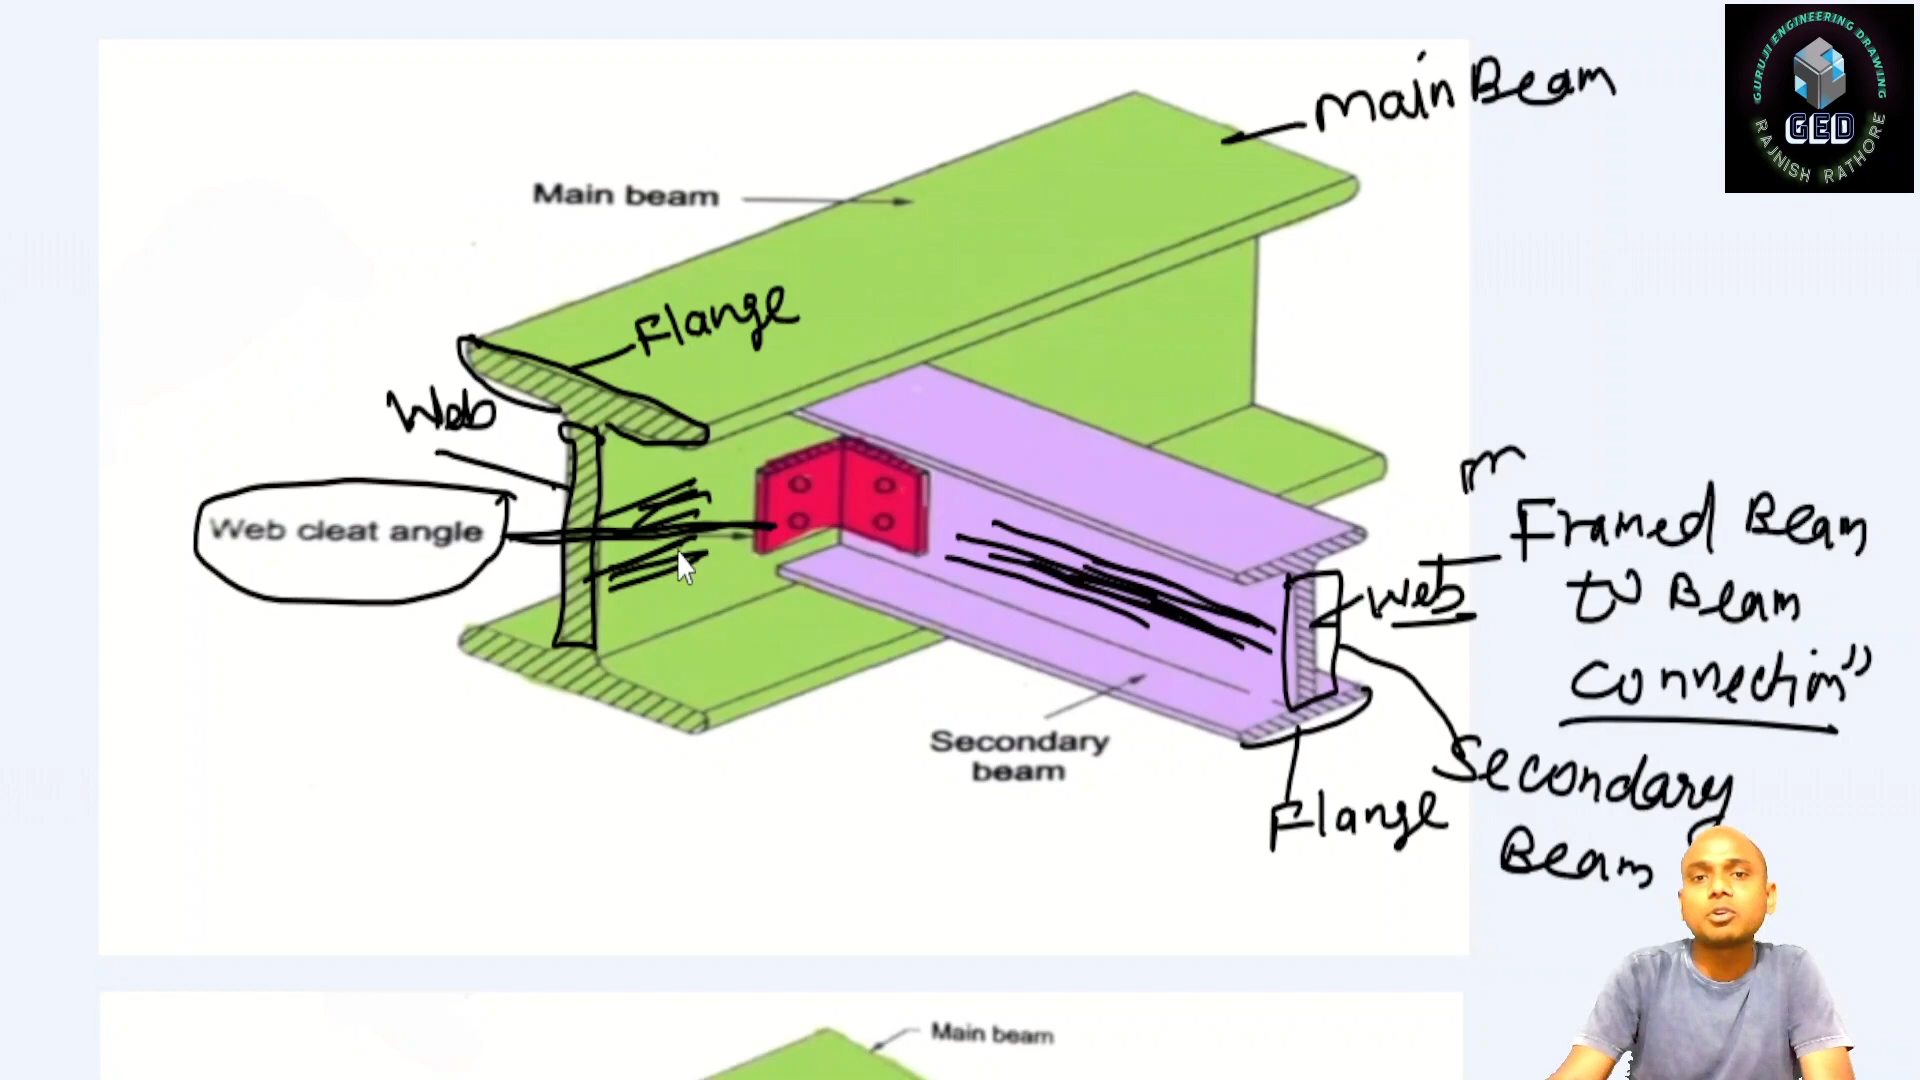 GURUJI ENGINEERING DRAWING
GED
RAJNISH RATHORE
Main Beam
Main beam
Flange
Web
Web cleat angle
Framed Beam
to Beam
Connection"
Web
Secondary
beam
Secondary
Beam
Flange
Main beam